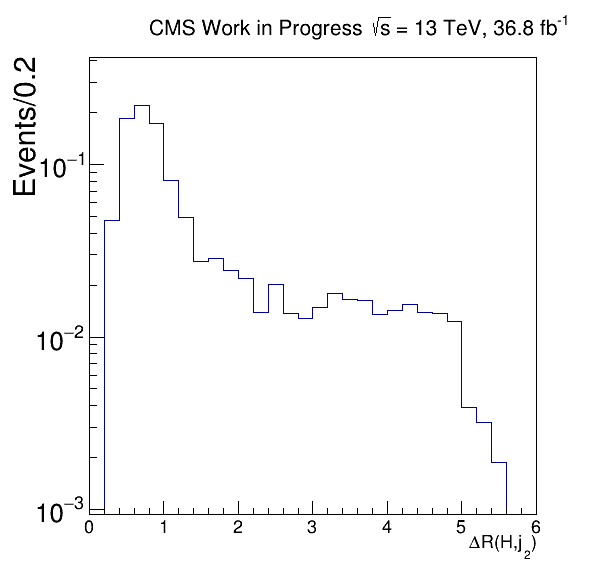 CMS Work in Progress √s = 13 TeV, 36.8 fb⁻¹
Events/0.2
10⁻¹
10⁻²
10⁻³
0 1 2 3 4 5 6
ΔR(H,j₂)